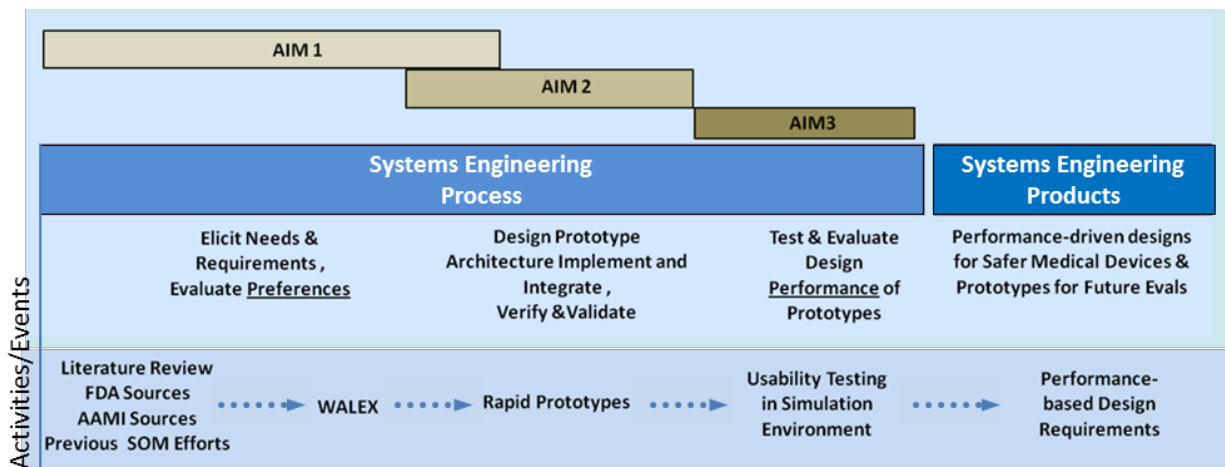 AIM 1
AIM 2
AIM3
Systems Engineering
Process
Systems Engineering
Products
Elicit Needs &
Requirements ,
Evaluate Preferences
Design Prototype
Architecture Implement and
Integrate ,
Verify &Validate
Test & Evaluate
Design
Performance of
Prototypes
Performance-driven designs
for Safer Medical Devices &
Prototypes for Future Evals
Activities/Events
Literature Review
FDA Sources
AAMI Sources
Previous SOM Efforts
WALEX
Rapid Prototypes
Usability Testing
in Simulation
Environment
Performance-
based Design
Requirements